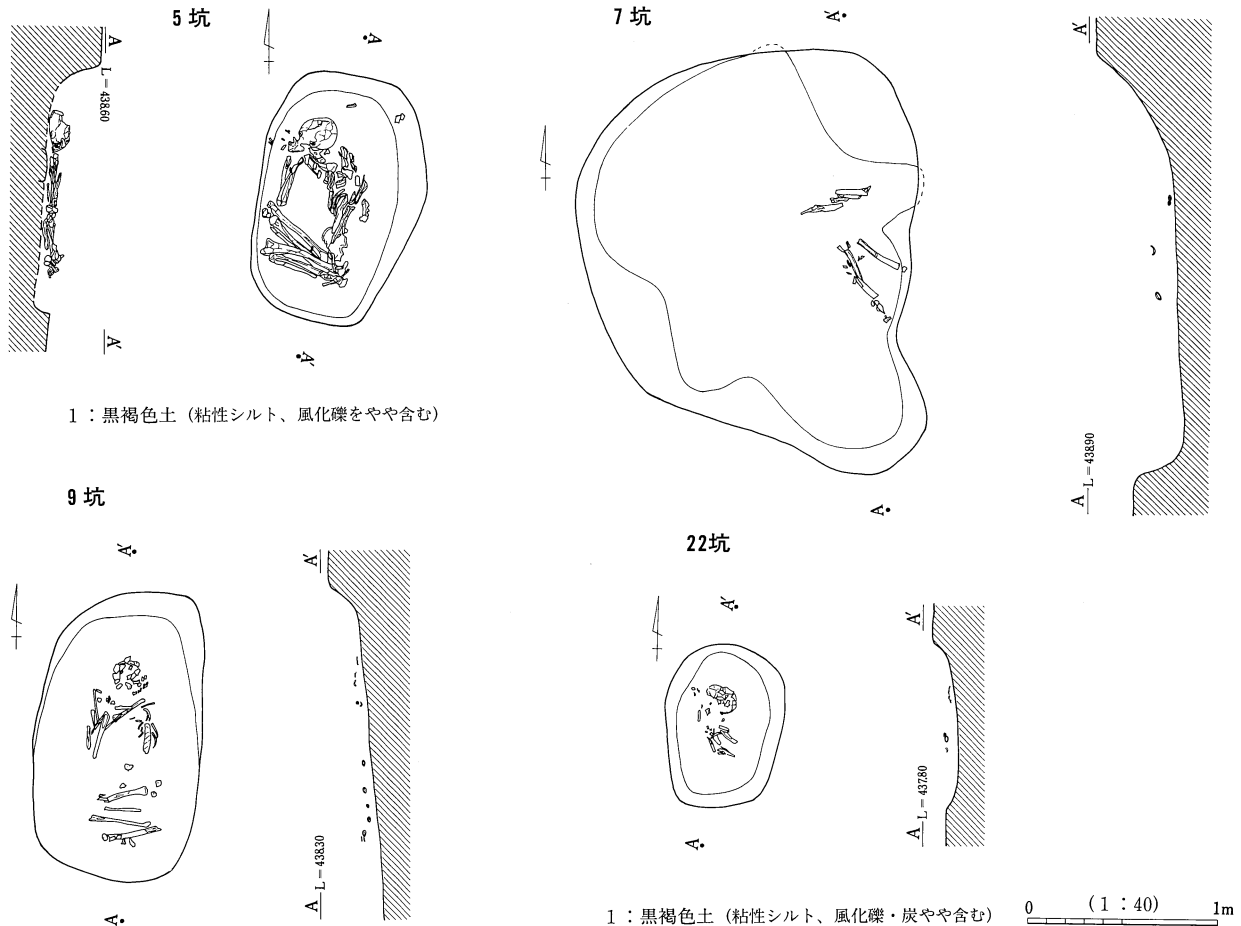 5坑
A
A
L=438.60
A′
A′
1：黒褐色土（粘性シルト、風化礫をやや含む）
7坑
A′
A′
A
A
L=438.90
9坑
A′
A′
A
A
L=438.30
22坑
A′
A′
A
A
L=437.80
1：黒褐色土（粘性シルト、風化礫・炭やや含む）
0 (1：40) 1m